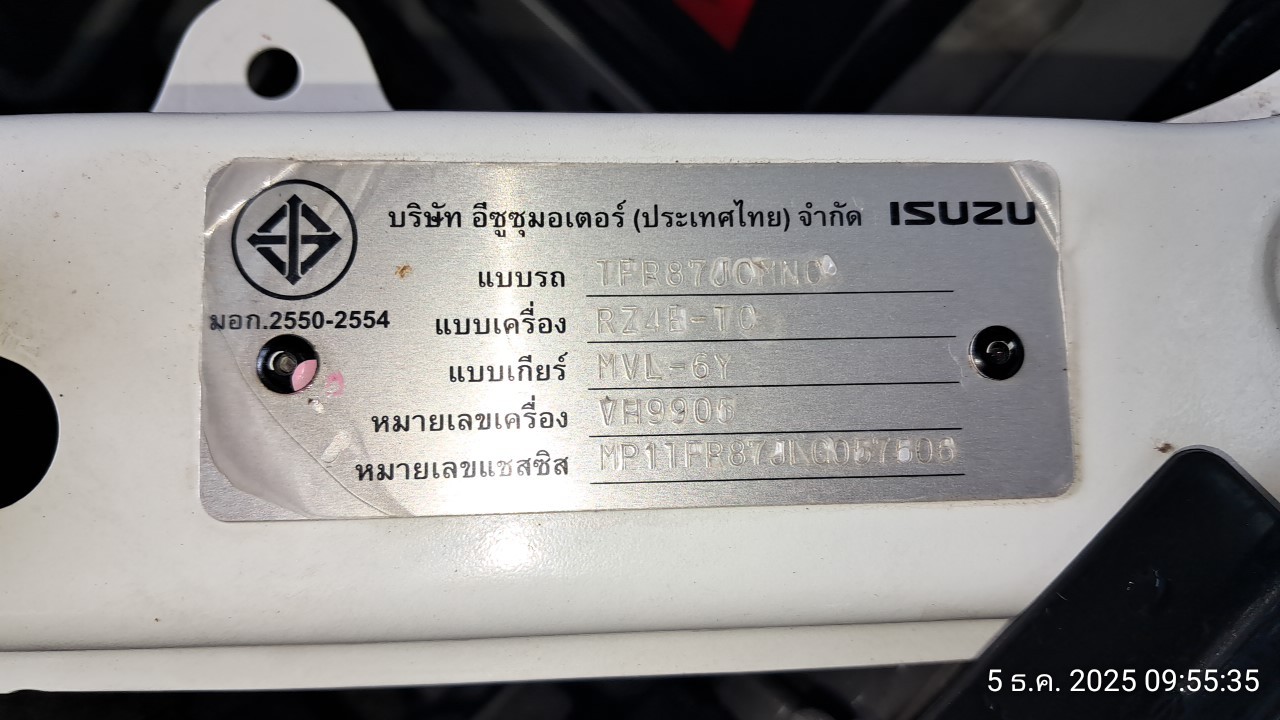 บริษัท อีซูซุมอเตอร์ (ประเทศไทย) จำกัด ISUZU
แบบรถ
มอก.2550-2554
แบบเครื่อง RZ4E-TC
แบบเกียร์ MVL-6Y
หมายเลขเครื่อง
หมายเลขแชสซิส
5 ธ.ค. 2025 09:55:35